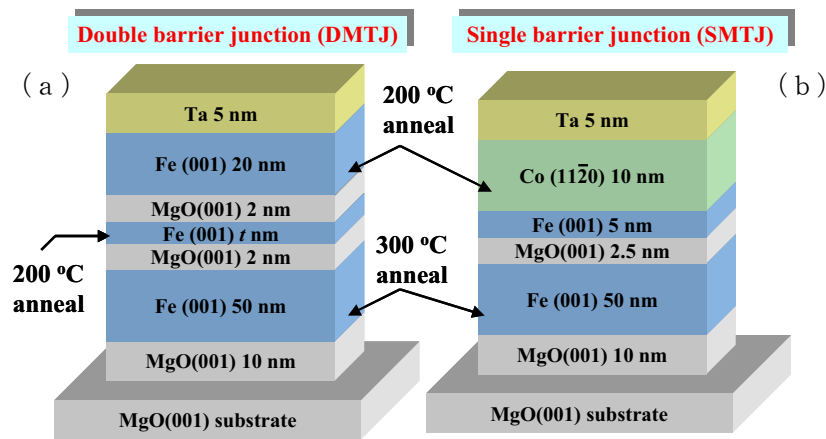 Double barrier junction (DMTJ)
Single barrier junction (SMTJ)
(a)
200 °C
anneal
(b)
Ta 5 nm
Fe (001) 20 nm
MgO(001) 2 nm
Fe (001) t nm
MgO(001) 2 nm
Fe (001) 50 nm
MgO(001) 10 nm
MgO(001) substrate
200 °C
anneal
300 °C
anneal
Ta 5 nm
Co (112̄0) 10 nm
Fe (001) 5 nm
MgO(001) 2.5 nm
Fe (001) 50 nm
MgO(001) 10 nm
MgO(001) substrate